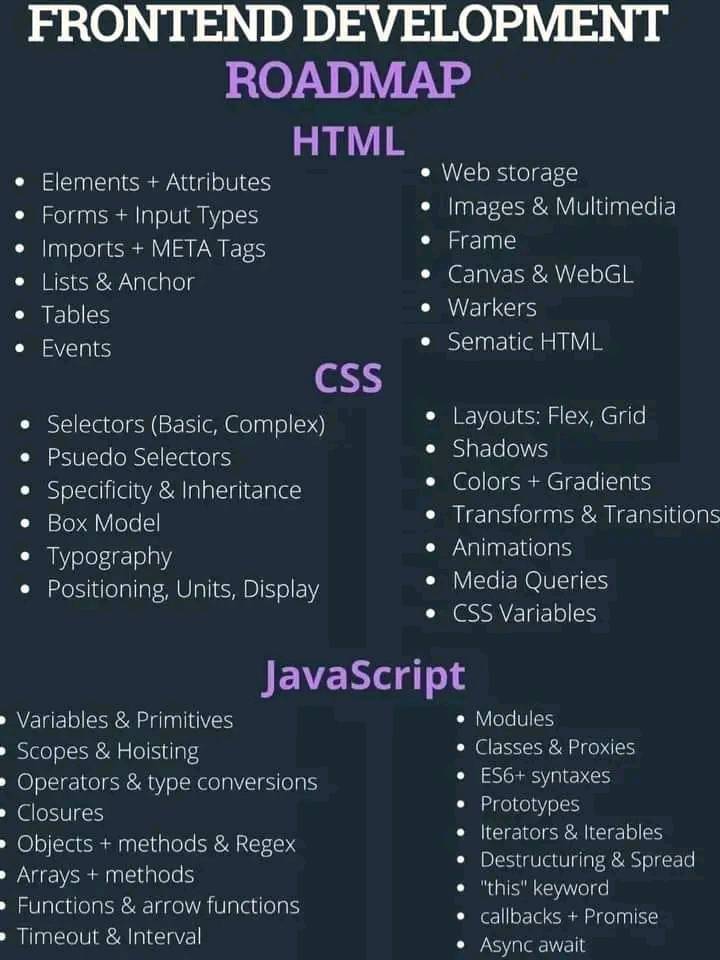 FRONTEND DEVELOPMENT
ROADMAP
HTML
• Elements + Attributes
• Forms + Input Types
• Imports + META Tags
• Lists & Anchor
• Tables
• Events
• Web storage
• Images & Multimedia
• Frame
• Canvas & WebGL
• Warkers
• Sematic HTML
CSS
• Selectors (Basic, Complex)
• Psuedo Selectors
• Specificity & Inheritance
• Box Model
• Typography
• Positioning, Units, Display
• Layouts: Flex, Grid
• Shadows
• Colors + Gradients
• Transforms & Transitions
• Animations
• Media Queries
• CSS Variables
JavaScript
• Variables & Primitives
• Scopes & Hoisting
• Operators & type conversions
• Closures
• Objects + methods & Regex
• Arrays + methods
• Functions & arrow functions
• Timeout & Interval
• Modules
• Classes & Proxies
• ES6+ syntaxes
• Prototypes
• Iterators & Iterables
• Destructuring & Spread
• "this" keyword
• callbacks + Promise
• Async await